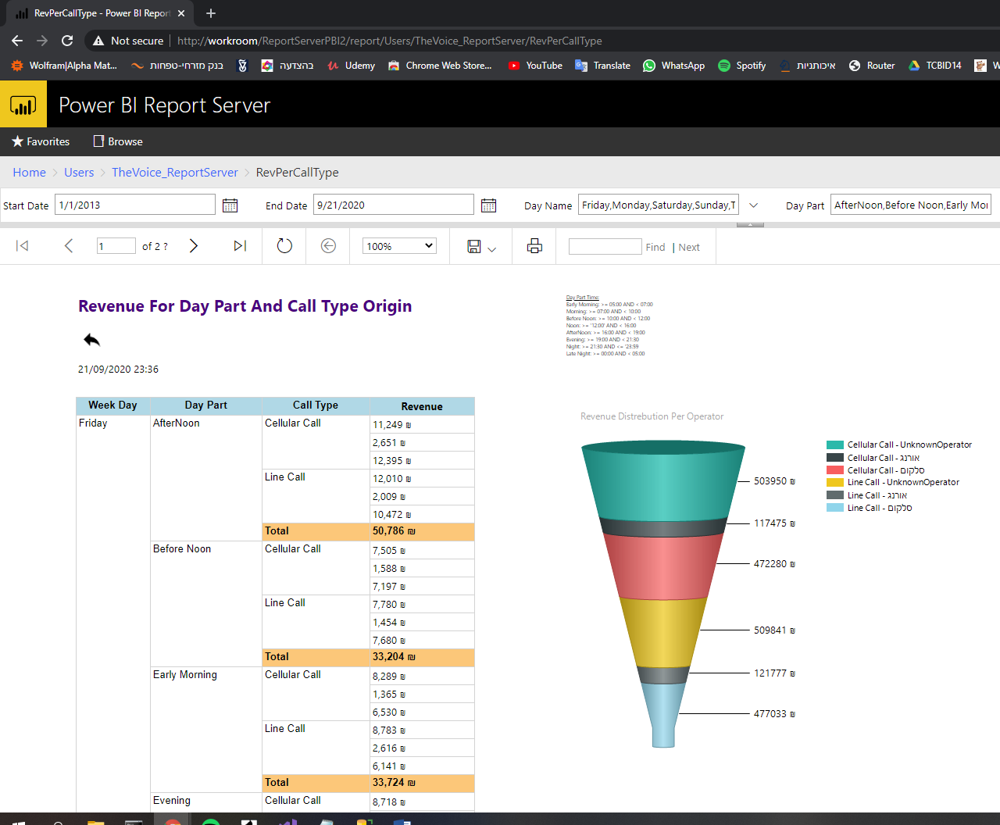 RevPerCallType - Power BI Report
Not secure | http://workroom/ReportServerPBI2/report/Users/TheVoice_ReportServer/RevPerCallType
Wolfram|Alpha Mat... בנק מזרחי-טפחות בהצדעה Udemy Chrome Web Store... YouTube Translate WhatsApp Spotify איכותניות Router TCBID14
Power BI Report Server
Favorites Browse
Home > Users > TheVoice_ReportServer > RevPerCallType
Start Date 1/1/2013 End Date 9/21/2020 Day Name Friday,Monday,Saturday,Sunday,T Day Part AfterNoon,Before Noon,Early Mor
1 of 2 ? 100% Find | Next
Revenue For Day Part And Call Type Origin
21/09/2020 23:36
Day Part Time:
Early Morning: >= 05:00 AND < 07:00
Morning: >= 07:00 AND < 10:00
Before Noon: >= 10:00 AND < 12:00
Noon: >= '12:00' AND < 16:00
AfterNoon: >= 16:00 AND < 19:00
Evening: >= 19:00 AND < 21:30
Night: >= 21:30 AND <= '23:59
Late Night: >= 00:00 AND < 05:00
Week Day Day Part Call Type Revenue
Friday AfterNoon Cellular Call 11,249 ₪
2,651 ₪
12,395 ₪
Line Call 12,010 ₪
2,009 ₪
10,472 ₪
Total 50,786 ₪
Before Noon Cellular Call 7,505 ₪
1,588 ₪
7,197 ₪
Line Call 7,780 ₪
1,454 ₪
7,680 ₪
Total 33,204 ₪
Early Morning Cellular Call 8,289 ₪
1,365 ₪
6,530 ₪
Line Call 8,783 ₪
2,616 ₪
6,141 ₪
Total 33,724 ₪
Evening Cellular Call 8,718 ₪
Revenue Distrebution Per Operator
503950 ₪
117475 ₪
472280 ₪
509841 ₪
121777 ₪
477033 ₪
Cellular Call - UnknownOperator
Cellular Call - אורנג
Cellular Call - סלקום
Line Call - UnknownOperator
Line Call - אורנג
Line Call - סלקום